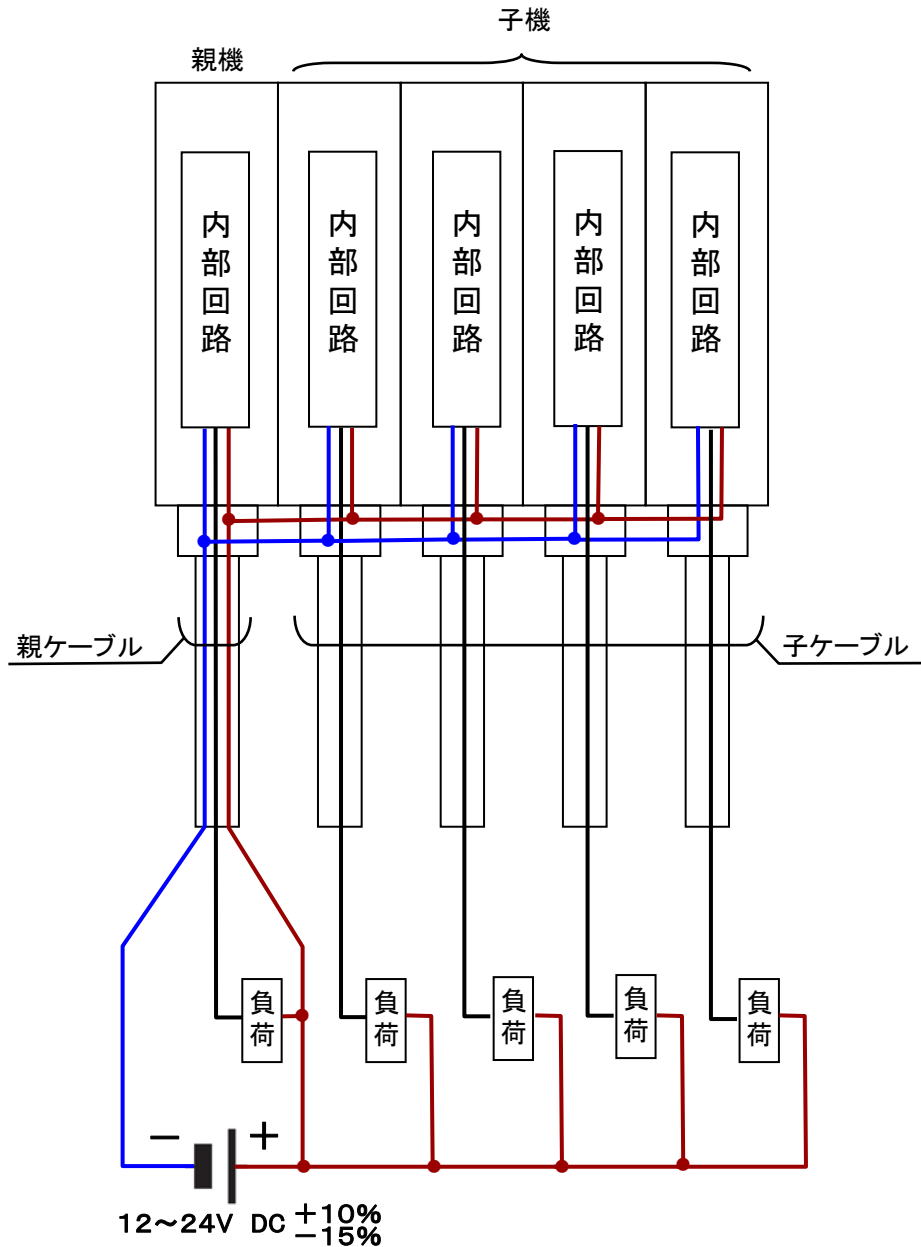 子機
親機
内部回路
内部回路
内部回路
内部回路
内部回路
親ケーブル
子ケーブル
負荷
負荷
負荷
負荷
負荷
− +
12~24V DC +10%
−15%